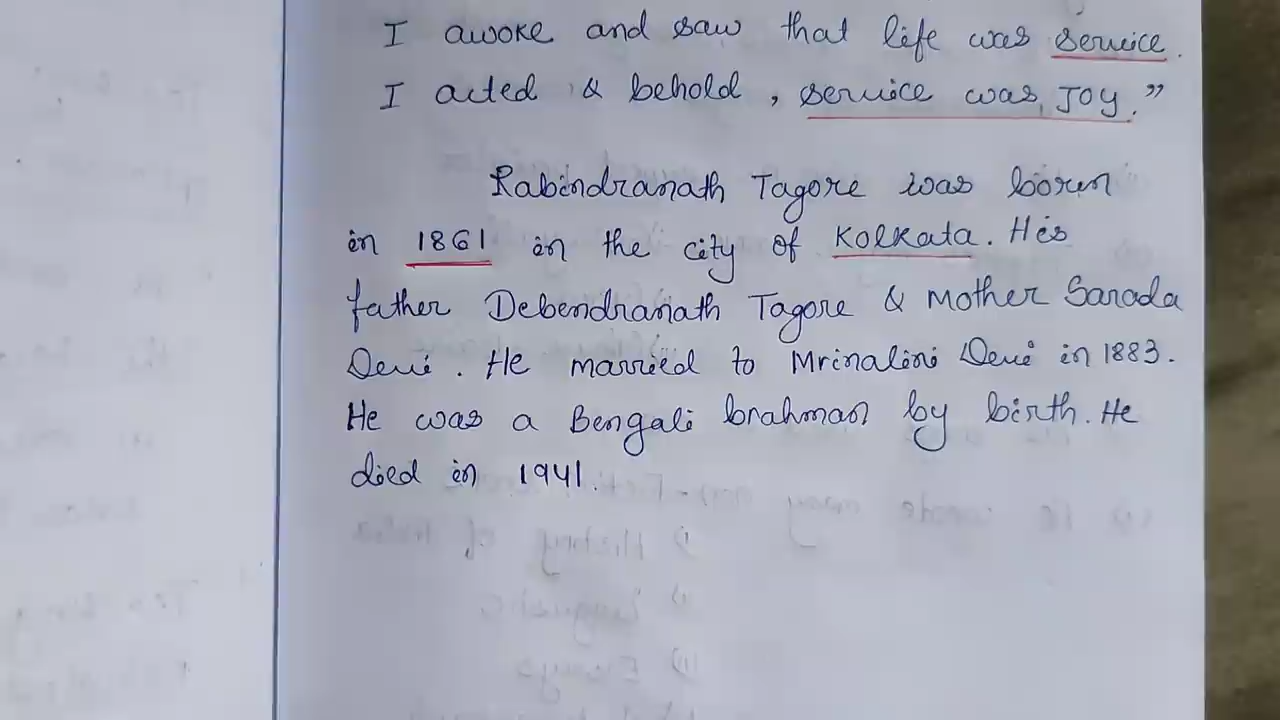 I awoke and saw that life was service.
I acted & behold, service was JOY."
Rabindranath Tagore was born
in 1861 in the city of Kolkata. His
father Debendranath Tagore & Mother Sarada
Devi. He married to Mrinalini Devi in 1883.
He was a Bengali brahman by birth. He
died in 1941.